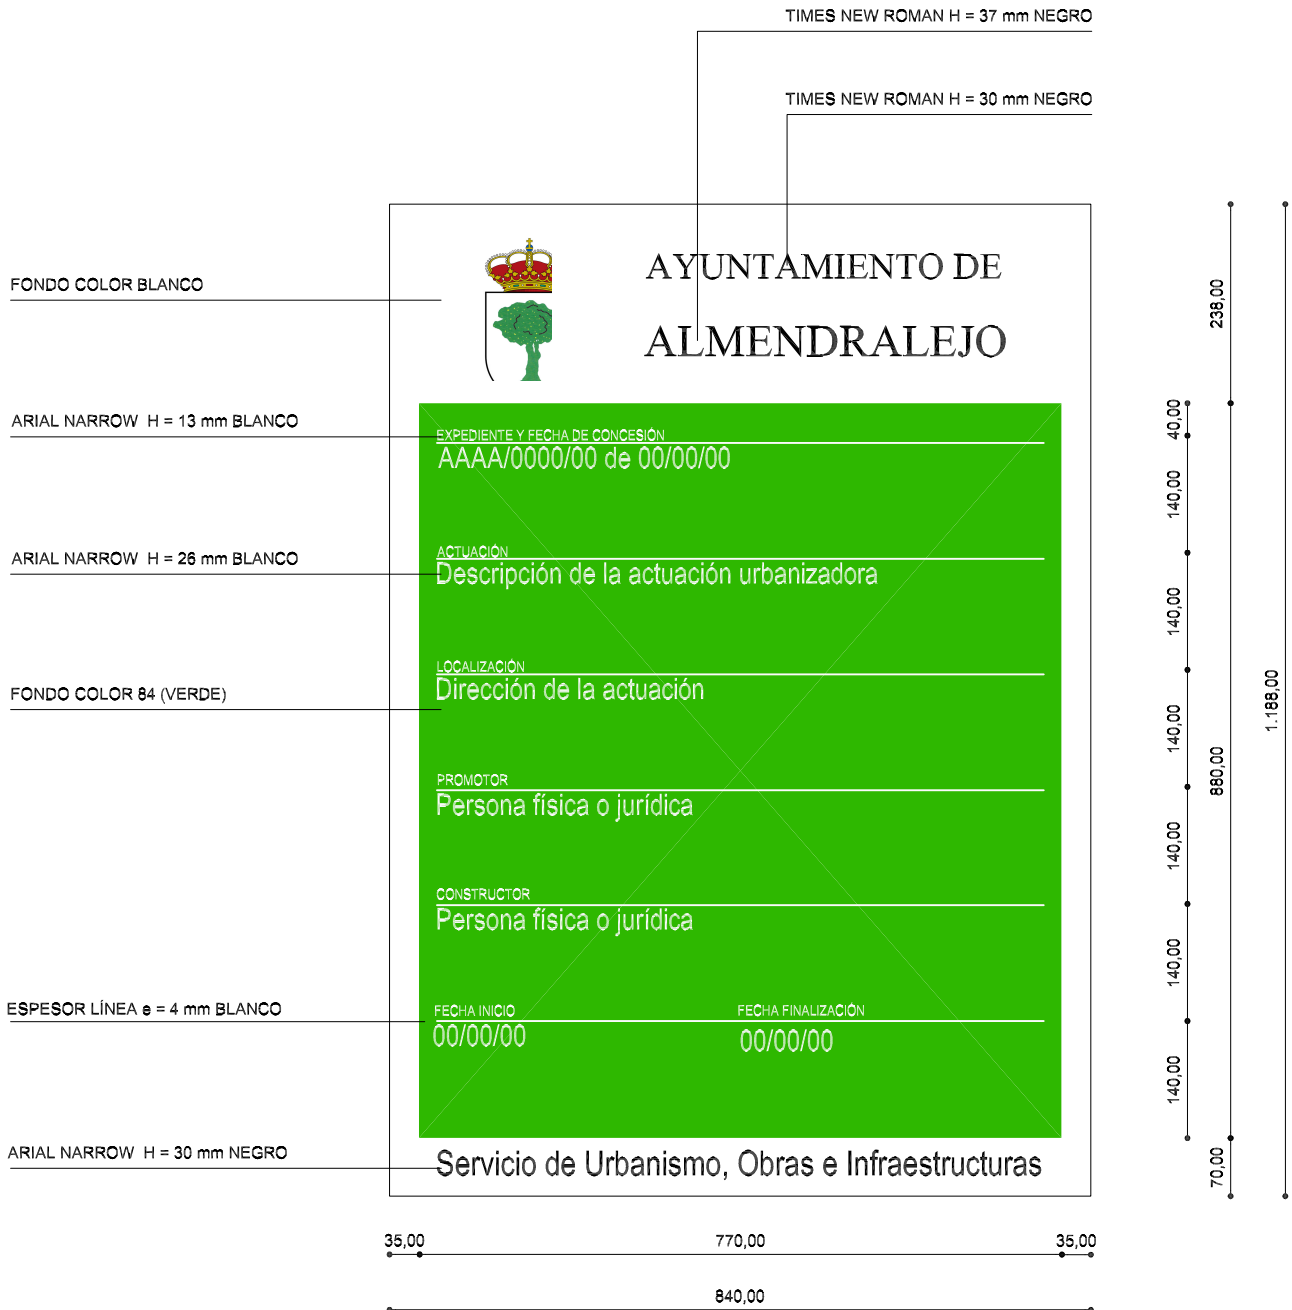 TIMES NEW ROMAN H = 37 mm NEGRO
TIMES NEW ROMAN H = 30 mm NEGRO
FONDO COLOR BLANCO
AYUNTAMIENTO DE
ALMENDRALEJO
238,00
ARIAL NARROW H = 13 mm BLANCO
EXPEDIENTE Y FECHA DE CONCESIÓN
AAAA/0000/00 de 00/00/00
40,00
140,00
ARIAL NARROW H = 26 mm BLANCO
ACTUACIÓN
Descripción de la actuación urbanizadora
140,00
FONDO COLOR 84 (VERDE)
LOCALIZACIÓN
Dirección de la actuación
140,00
1.188,00
880,00
PROMOTOR
Persona física o jurídica
140,00
CONSTRUCTOR
Persona física o jurídica
140,00
ESPESOR LÍNEA e = 4 mm BLANCO
FECHA INICIO
FECHA FINALIZACIÓN
00/00/00
00/00/00
140,00
ARIAL NARROW H = 30 mm NEGRO
Servicio de Urbanismo, Obras e Infraestructuras
70,00
35,00
770,00
35,00
840,00